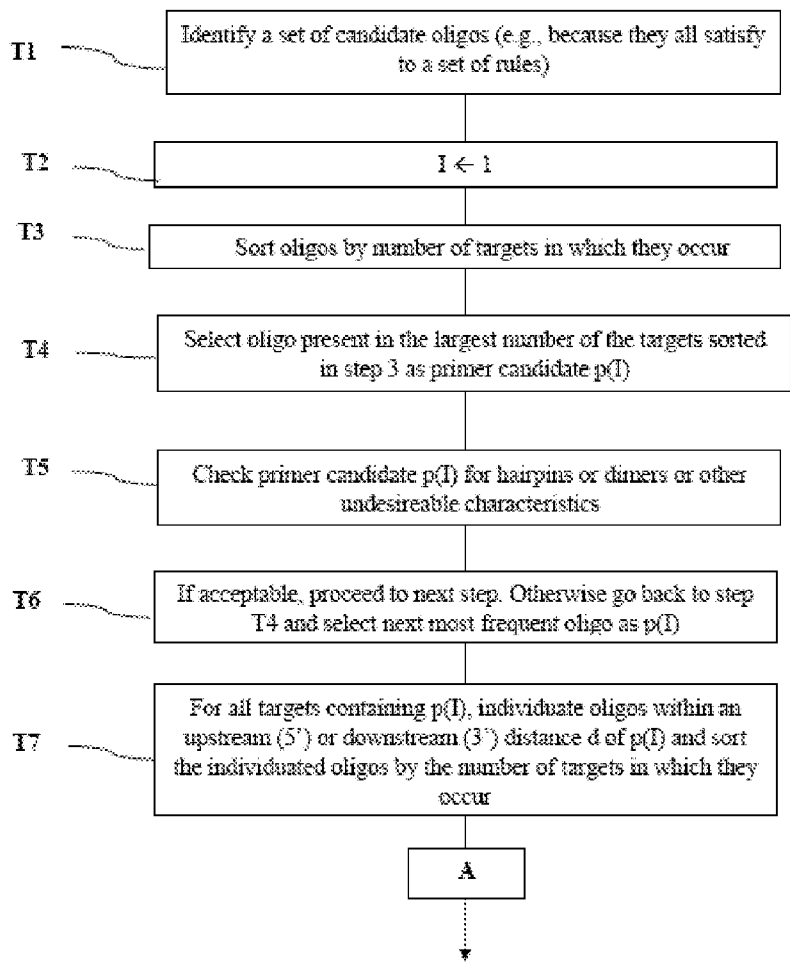 T1
Identify a set of candidate oligos (e.g., because they all satisfy
to a set of rules)
T2
I ← 1
T3
Sort oligos by number of targets in which they occur
T4
Select oligo present in the largest number of the targets sorted
in step 3 as primer candidate p(I)
T5
Check primer candidate p(I) for hairpins or dimers or other
undesireable characteristics
T6
If acceptable, proceed to next step. Otherwise go back to step
T4 and select next most frequent oligo as p(I)
T7
For all targets containing p(I), individuate oligos within an
upstream (5') or downstream (3') distance d of p(I) and sort
the individuated oligos by the number of targets in which they
occur
A